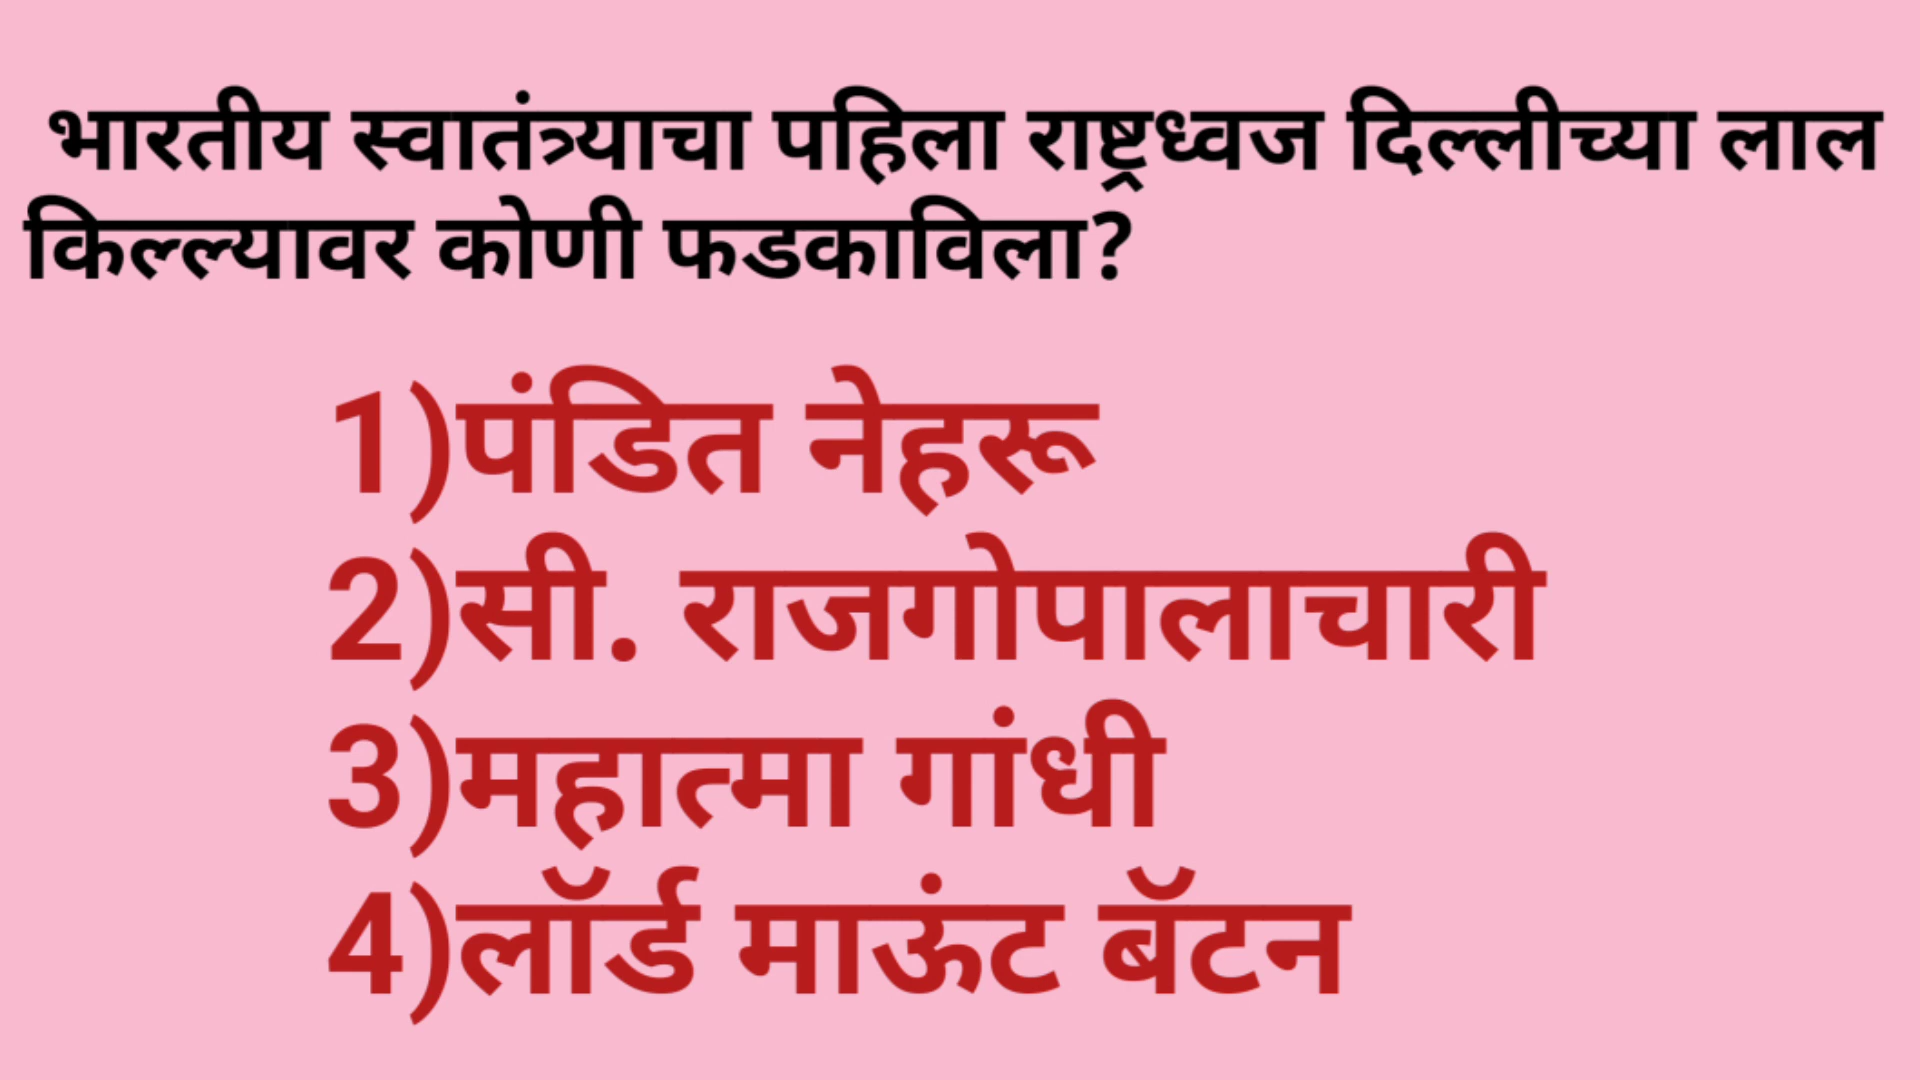 भारतीय स्वातंत्र्याचा पहिला राष्ट्रध्वज दिल्लीच्या लाल
किल्ल्यावर कोणी फडकाविला?
1)पंडित नेहरू
2)सी. राजगोपालाचारी
3)महात्मा गांधी
4)लॉर्ड माऊंट बॅटन